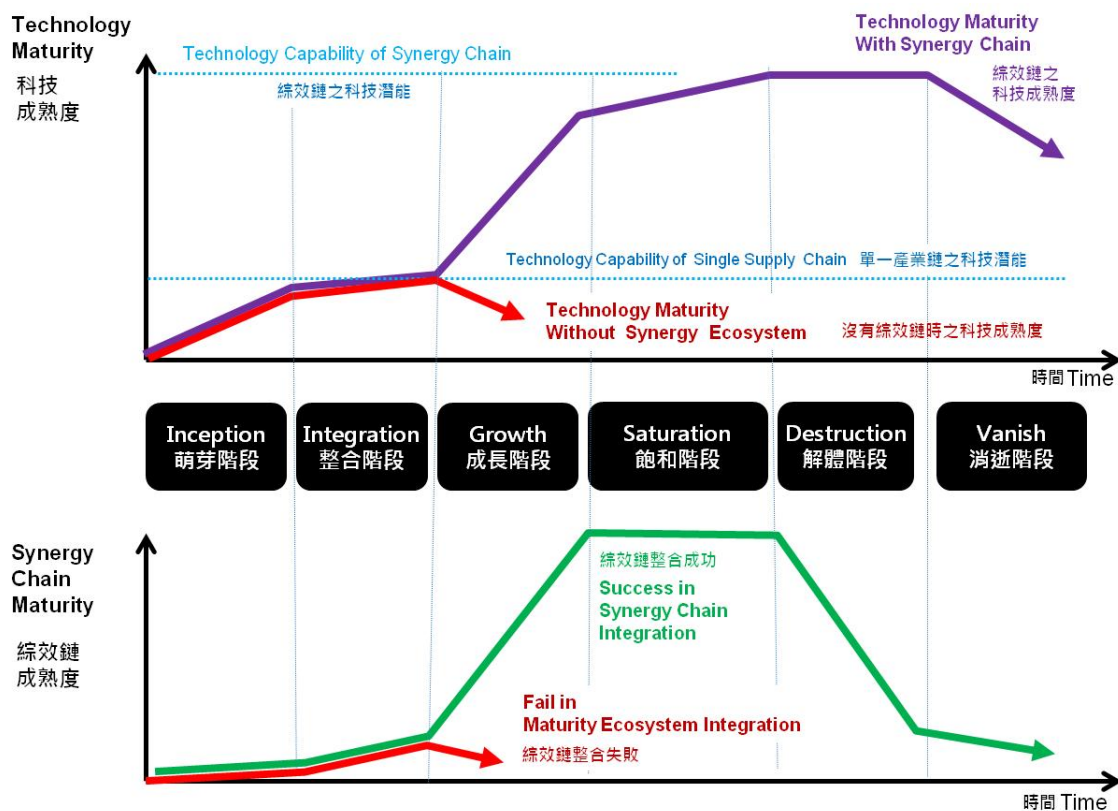 Technology
Maturity
科技
成熟度
Technology Capability of Synergy Chain
綜效鏈之科技潛能
Technology Maturity
With Synergy Chain
綜效鏈之
科技成熟度
Technology Capability of Single Supply Chain 單一產業鏈之科技潛能
Technology Maturity
Without Synergy Ecosystem
沒有綜效鏈時之科技成熟度
時間 Time
Inception
萌芽階段
Integration
整合階段
Growth
成長階段
Saturation
飽和階段
Destruction
解體階段
Vanish
消逝階段
Synergy
Chain
Maturity
綜效鏈
成熟度
綜效鏈整合成功
Success in
Synergy Chain
Integration
Fail in
Maturity Ecosystem Integration
綜效鏈整合失敗
時間 Time